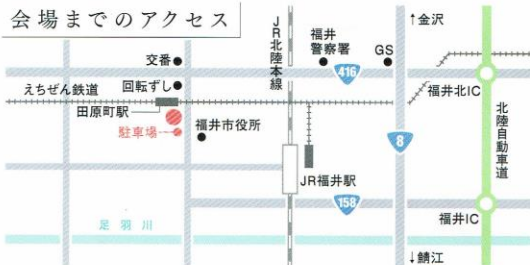 会場までのアクセス
JR北陸本線
↑金沢
交番
福井
警察署
GS
416
えちぜん鉄道
回転ずし
福井北IC
田原町駅
駐車場
福井市役所
8
北陸自動車道
JR福井駅
158
福井IC
足羽川
↓鯖江